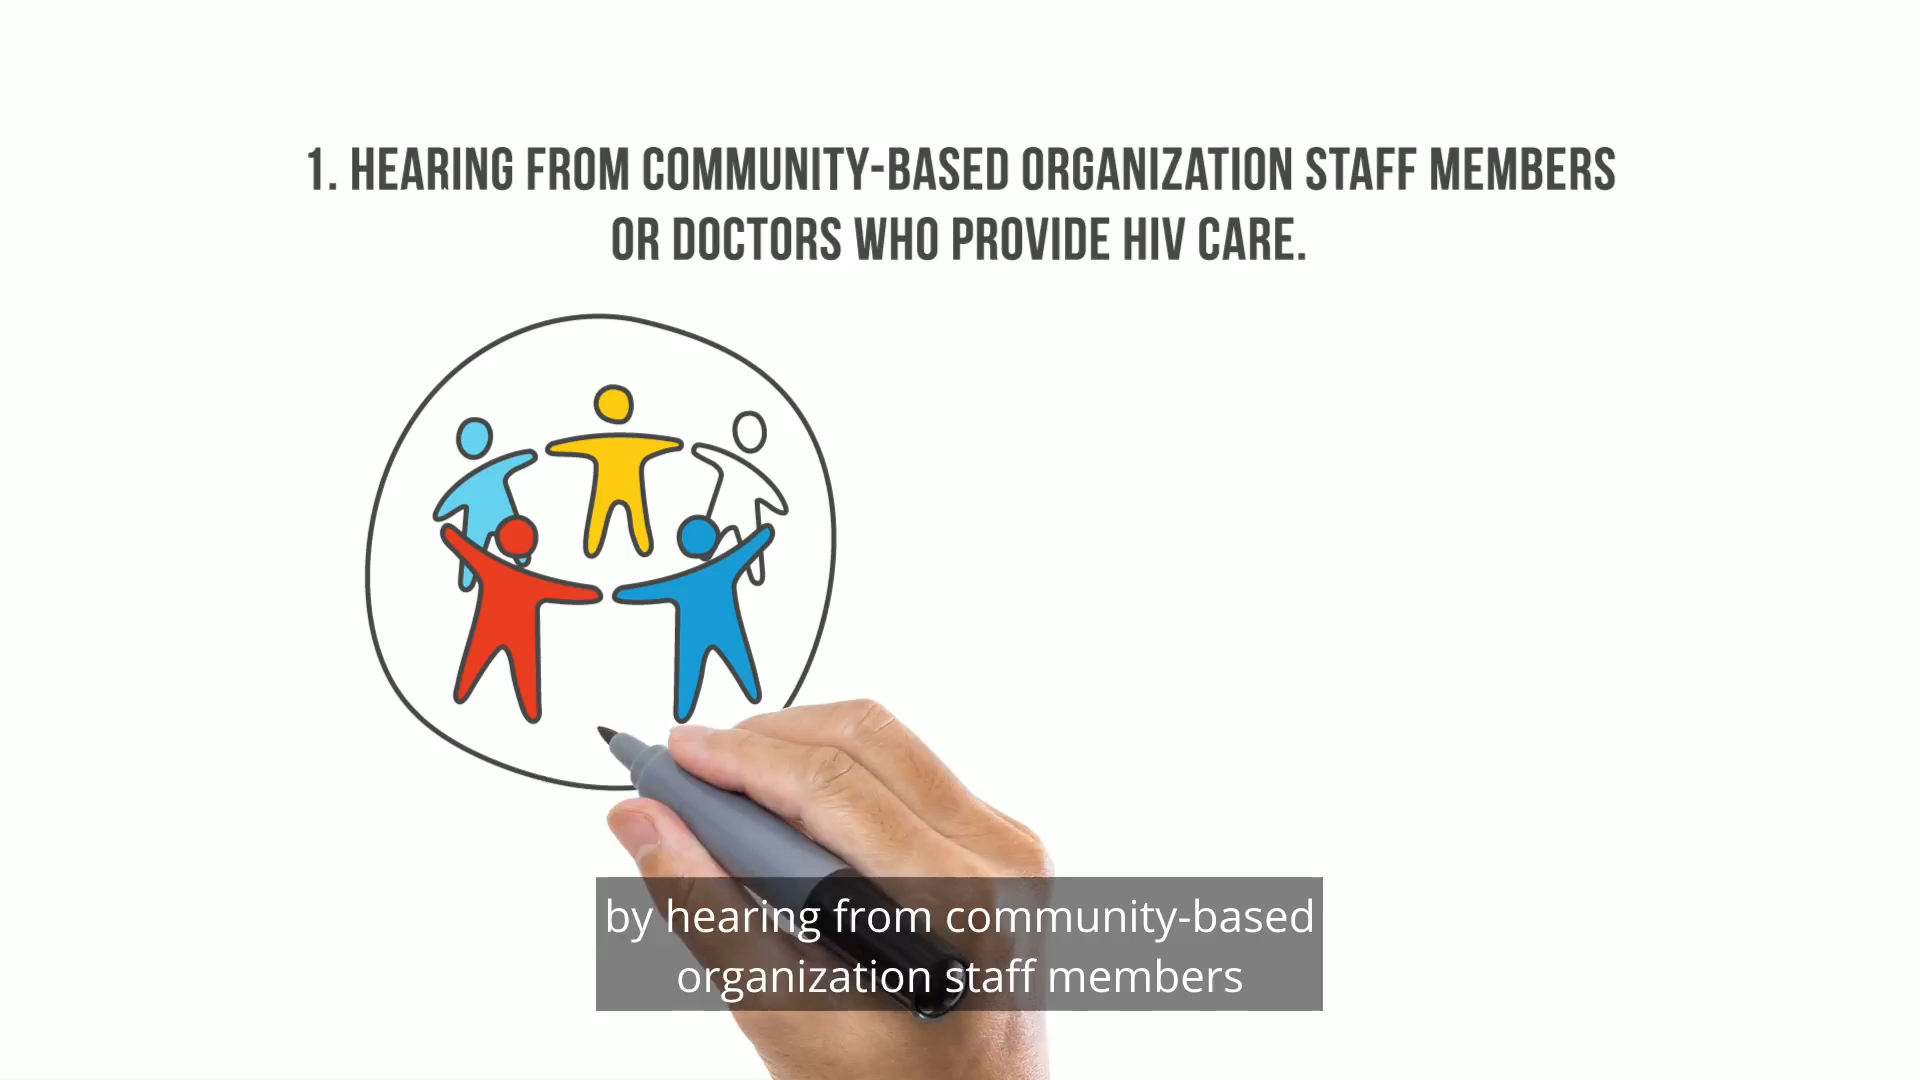 1. HEARING FROM COMMUNITY-BASED ORGANIZATION STAFF MEMBERS
OR DOCTORS WHO PROVIDE HIV CARE.
by hearing from community-based
organization staff members